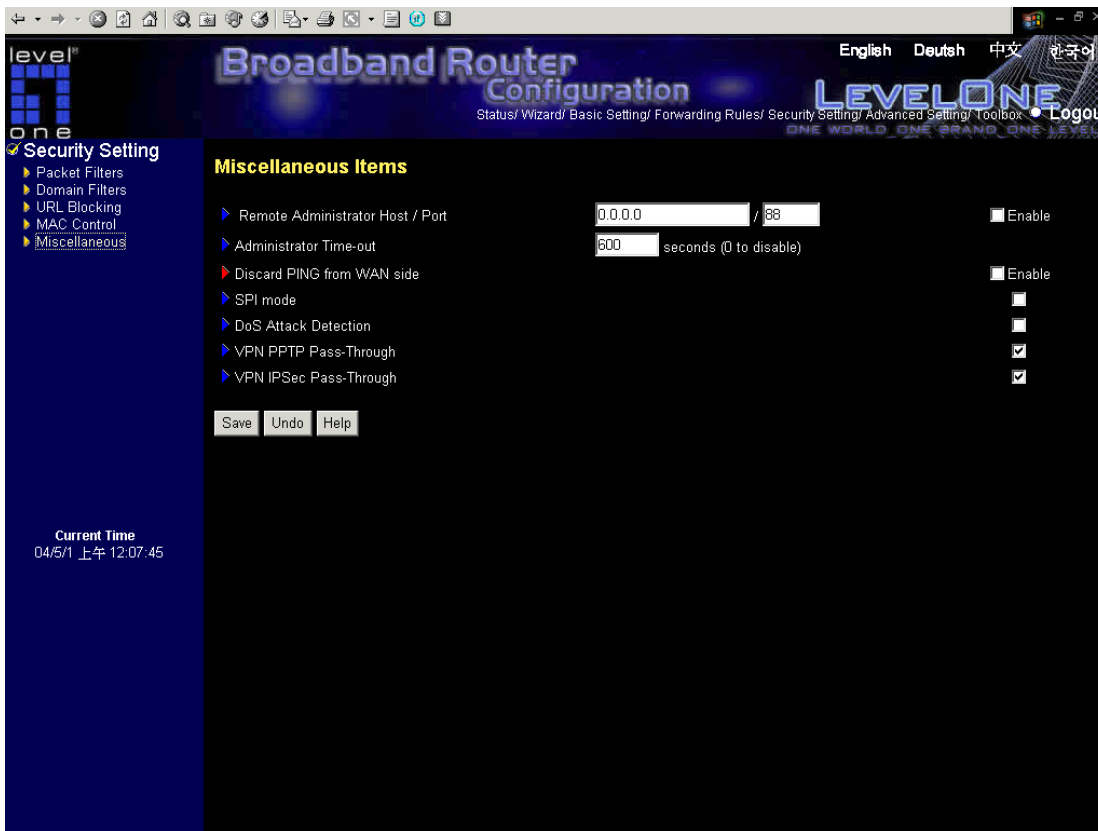 level®
one
Broadband Router
Configuration
English Deutsh 中文 한국어
LEVELONE
Status/ Wizard/ Basic Setting/ Forwarding Rules/ Security Setting/ Advanced Setting/ Toolbox Logou
ONE WORLD_ONE BRAND_ONE LEVEL
Security Setting
Packet Filters
Domain Filters
URL Blocking
MAC Control
Miscellaneous
Miscellaneous Items
Remote Administrator Host / Port 0.0.0.0 / 88 Enable
Administrator Time-out 600 seconds (0 to disable)
Discard PING from WAN side Enable
SPI mode
DoS Attack Detection
VPN PPTP Pass-Through
VPN IPSec Pass-Through
Save Undo Help
Current Time
04/5/1 上午 12:07:45